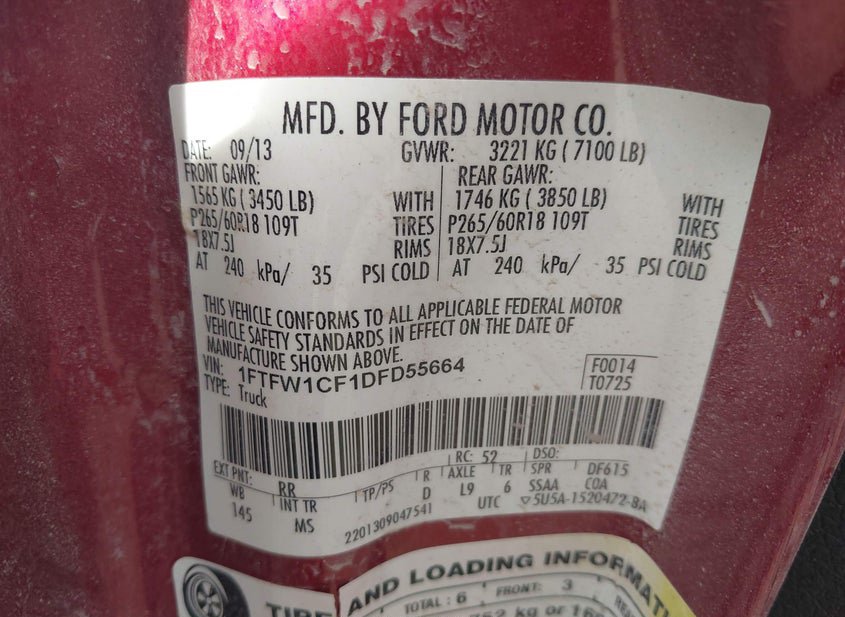 MFD. BY FORD MOTOR CO.
DATE: 09/13 GVWR: 3221 KG ( 7100 LB)
FRONT GAWR: REAR GAWR:
1565 KG ( 3450 LB) WITH 1746 KG ( 3850 LB) WITH
P265/60R18 109T TIRES P265/60R18 109T TIRES
18X7.5J RIMS 18X7.5J RIMS
AT 240 kPa/ 35 PSI COLD AT 240 kPa/ 35 PSI COLD
THIS VEHICLE CONFORMS TO ALL APPLICABLE FEDERAL MOTOR
VEHICLE SAFETY STANDARDS IN EFFECT ON THE DATE OF
MANUFACTURE SHOWN ABOVE.
VIN: 1FTFW1CF1DFD55664 F0014
TYPE: Truck T0725
RC: 52 DSO:
EXT PNT: RR R AXLE TR SPR DF615
WB INT TR TP/PS D L9 6 SSAA COA
145 MS 2201309047541 UTC ▽5U5A-1520472-BA
TIRE AND LOADING INFORMATI
TOTAL : 6 FRONT: 3
kg or